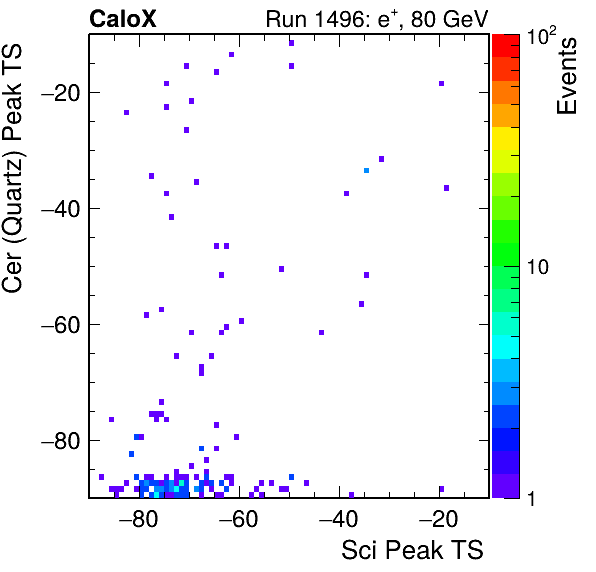 CaloX Run 1496: e⁺, 80 GeV
Cer (Quartz) Peak TS
−20
−40
−60
−80
−80 −60 −40 −20
Sci Peak TS
10²
10
1
Events